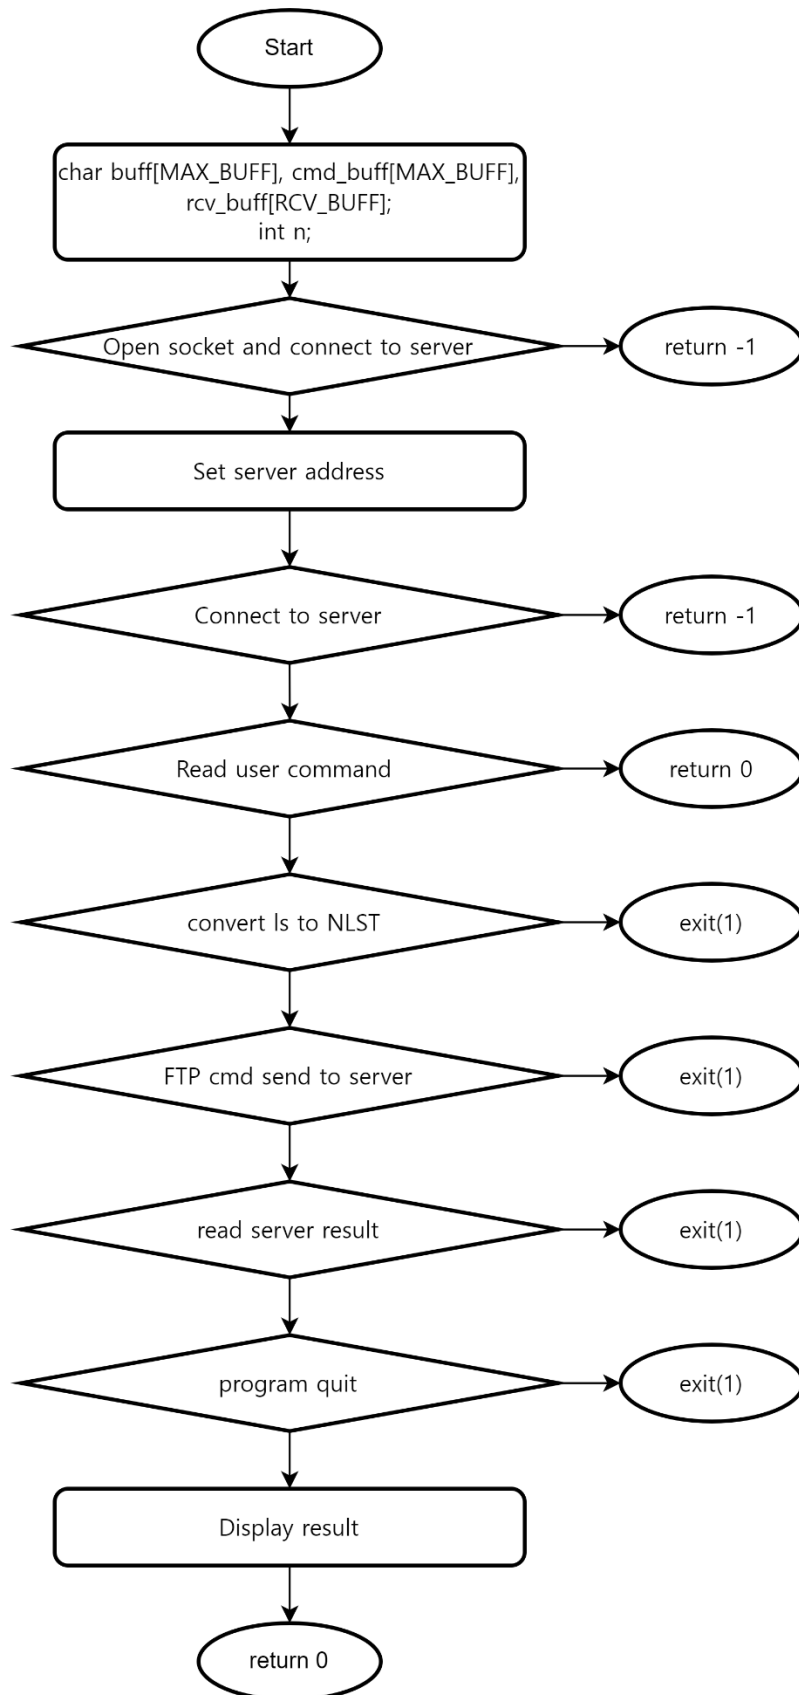 Start
char buff[MAX_BUFF], cmd_buff[MAX_BUFF],
rcv_buff[RCV_BUFF];
int n;
Open socket and connect to server
return -1
Set server address
Connect to server
return -1
Read user command
return 0
convert ls to NLST
exit(1)
FTP cmd send to server
exit(1)
read server result
exit(1)
program quit
exit(1)
Display result
return 0